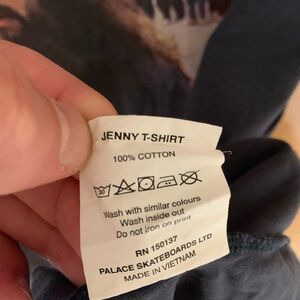 JENNY T-SHIRT
100% COTTON
30
Wash with similar colours
Wash inside out
Do not iron on print
RN 150137
PALACE SKATEBOARDS LTD
MADE IN VIETNAM